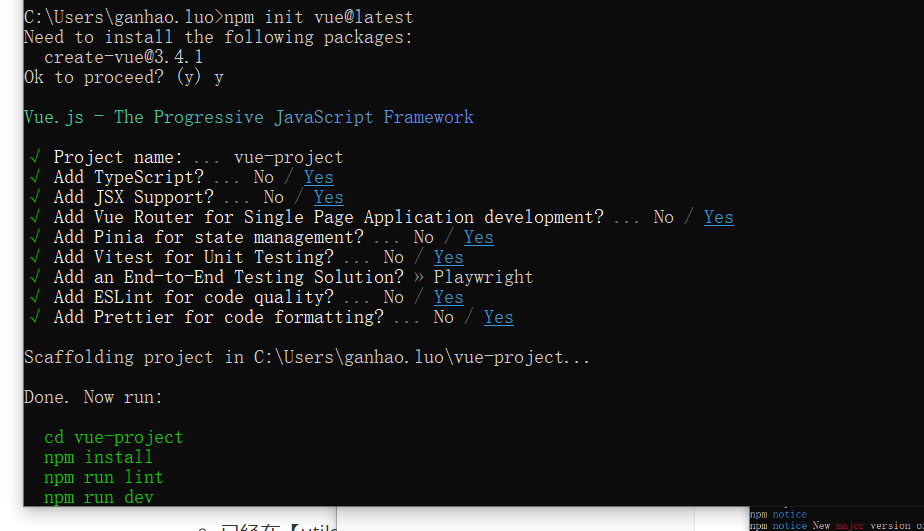 C:\Users\ganhao.luo>npm init vue@latest
Need to install the following packages:
  create-vue@3.4.1
Ok to proceed? (y) y
Vue.js - The Progressive JavaScript Framework
√ Project name: ... vue-project
√ Add TypeScript? ... No / Yes
√ Add JSX Support? ... No / Yes
√ Add Vue Router for Single Page Application development? ... No / Yes
√ Add Pinia for state management? ... No / Yes
√ Add Vitest for Unit Testing? ... No / Yes
√ Add an End-to-End Testing Solution? » Playwright
√ Add ESLint for code quality? ... No / Yes
√ Add Prettier for code formatting? ... No / Yes
Scaffolding project in C:\Users\ganhao.luo\vue-project...
Done. Now run:
  cd vue-project
  npm install
  npm run lint
  npm run dev
npm notice
npm notice New major version